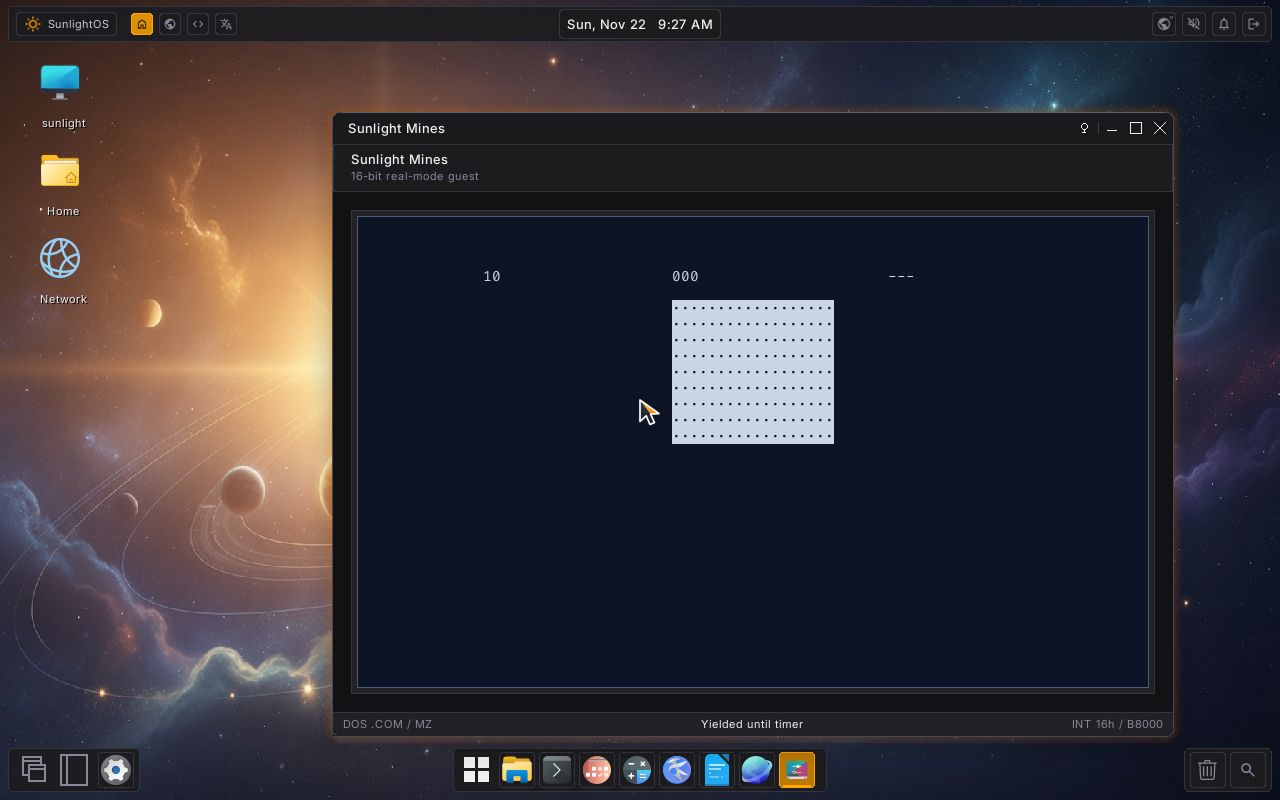 SunlightOS
Sun, Nov 22 9:27 AM
sunlight
Home
Network
Sunlight Mines
Sunlight Mines
16-bit real-mode guest
10 000 ---
DOS .COM / MZ
Yielded until timer
INT 16h / B8000